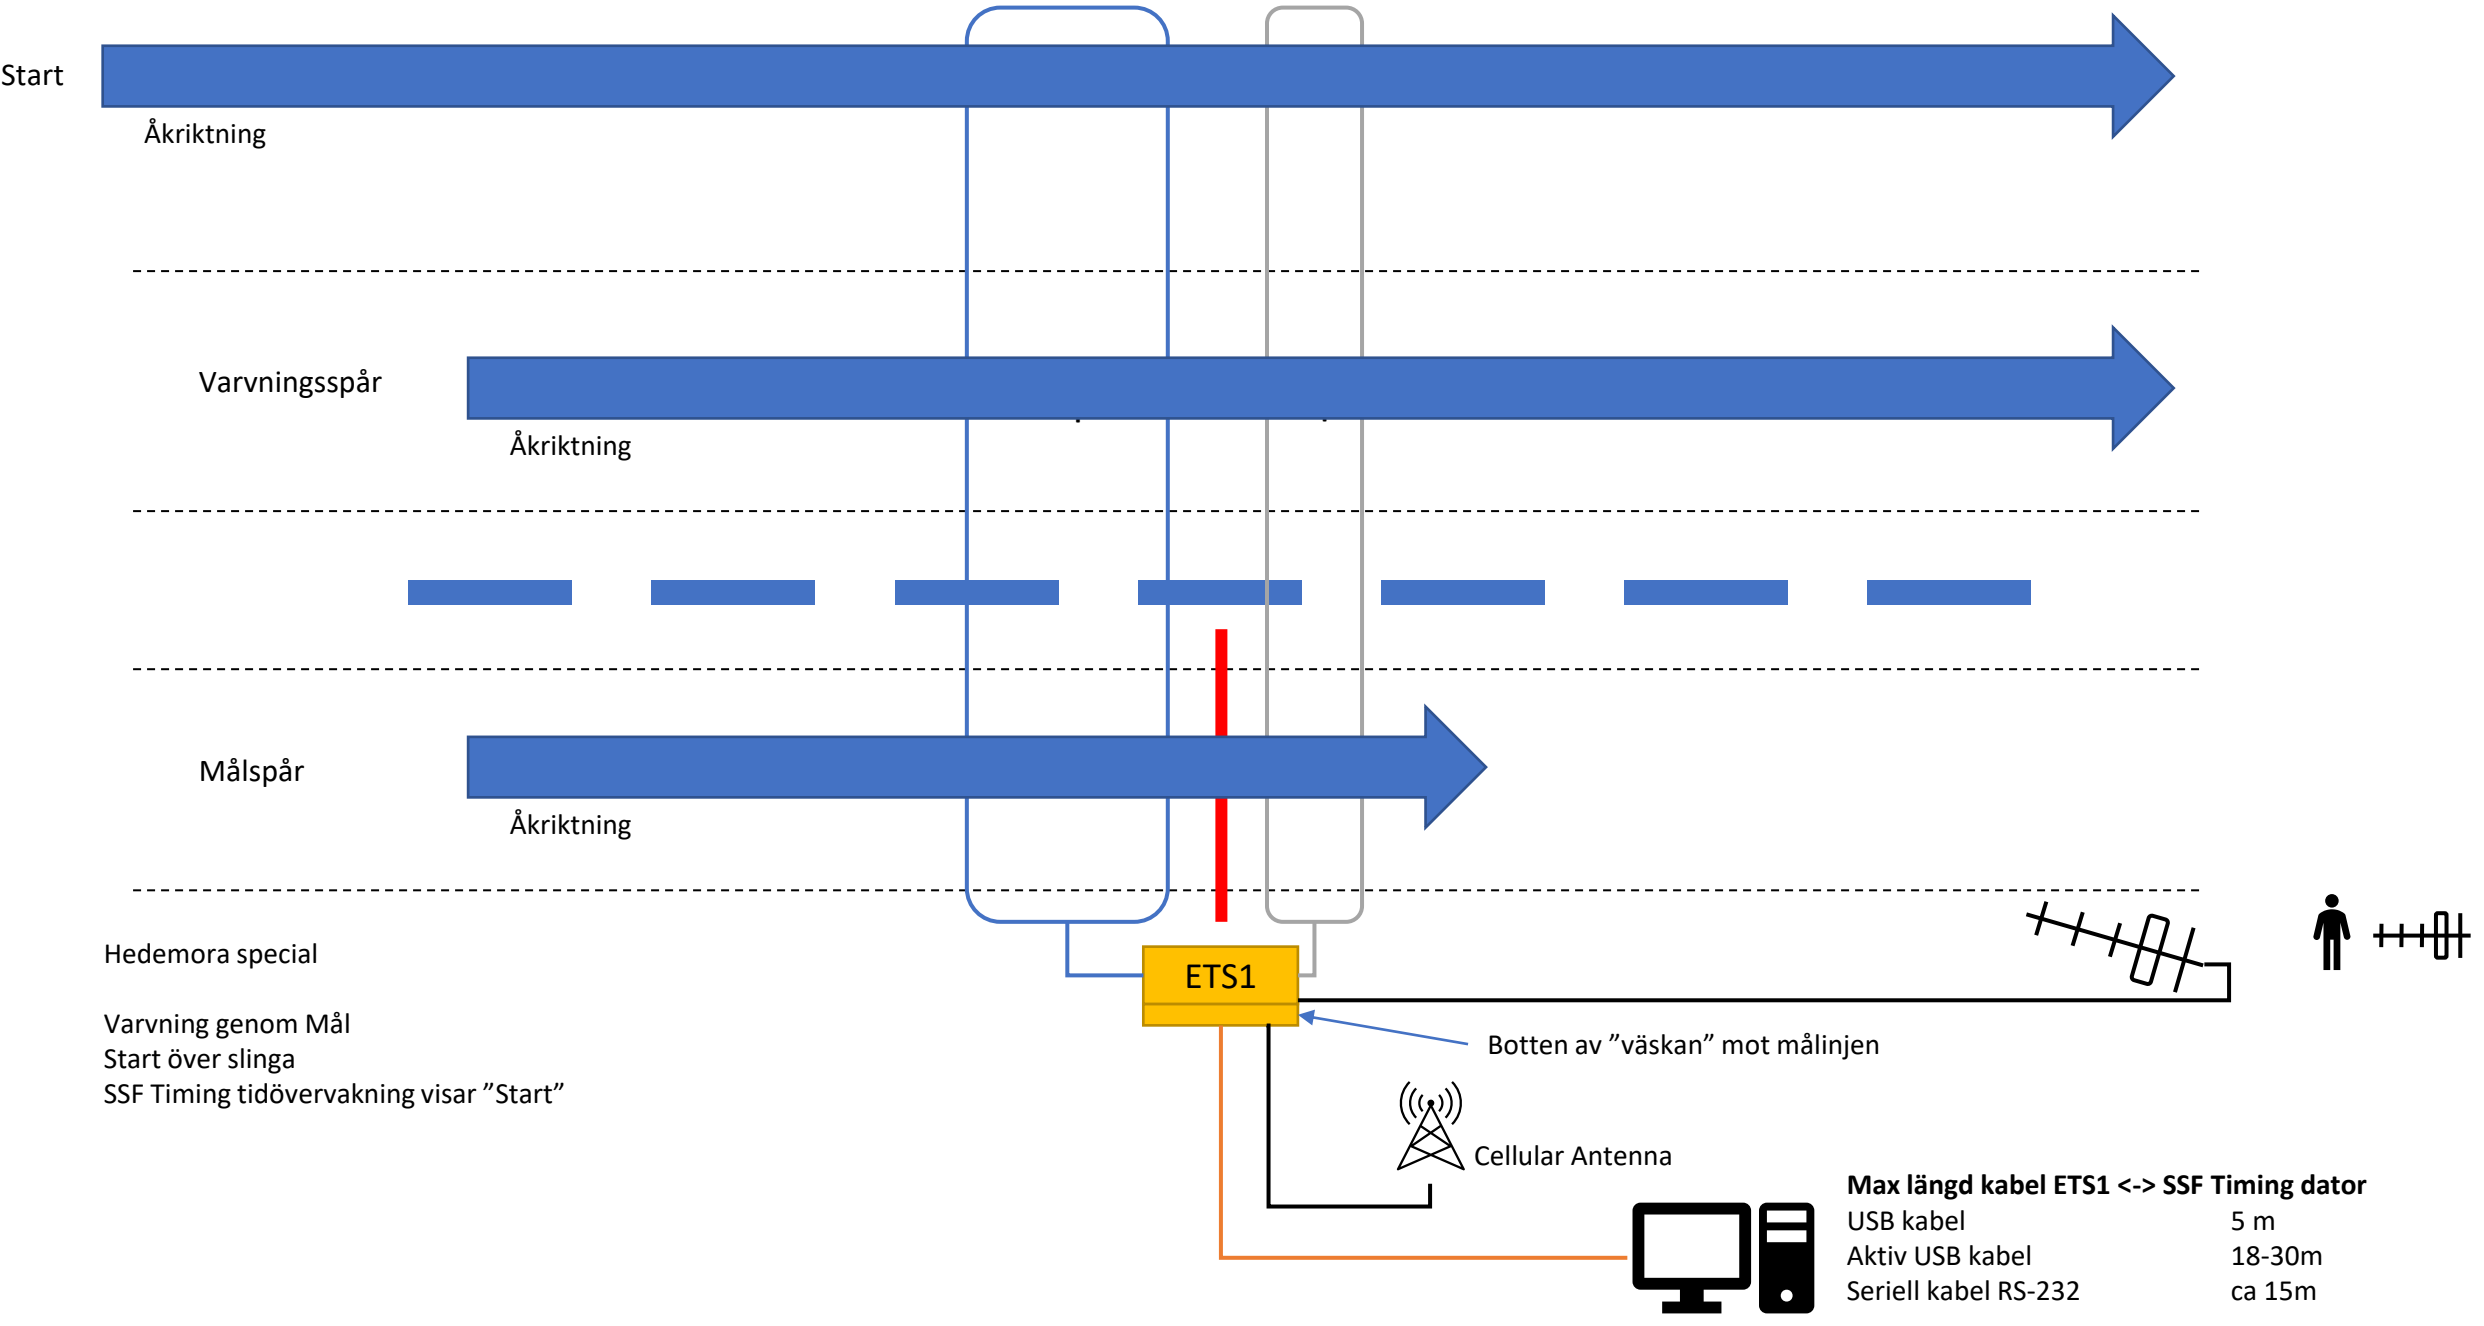 Start
Åkriktning
Varvningsspår
Åkriktning
Målspår
Åkriktning
Hedemora special
Varvning genom Mål
Start över slinga
SSF Timing tidövervakning visar ”Start”
ETS1
Botten av ”väskan” mot målinjen
Cellular Antenna
Max längd kabel ETS1 <-> SSF Timing dator
USB kabel 5 m
Aktiv USB kabel 18-30m
Seriell kabel RS-232 ca 15m